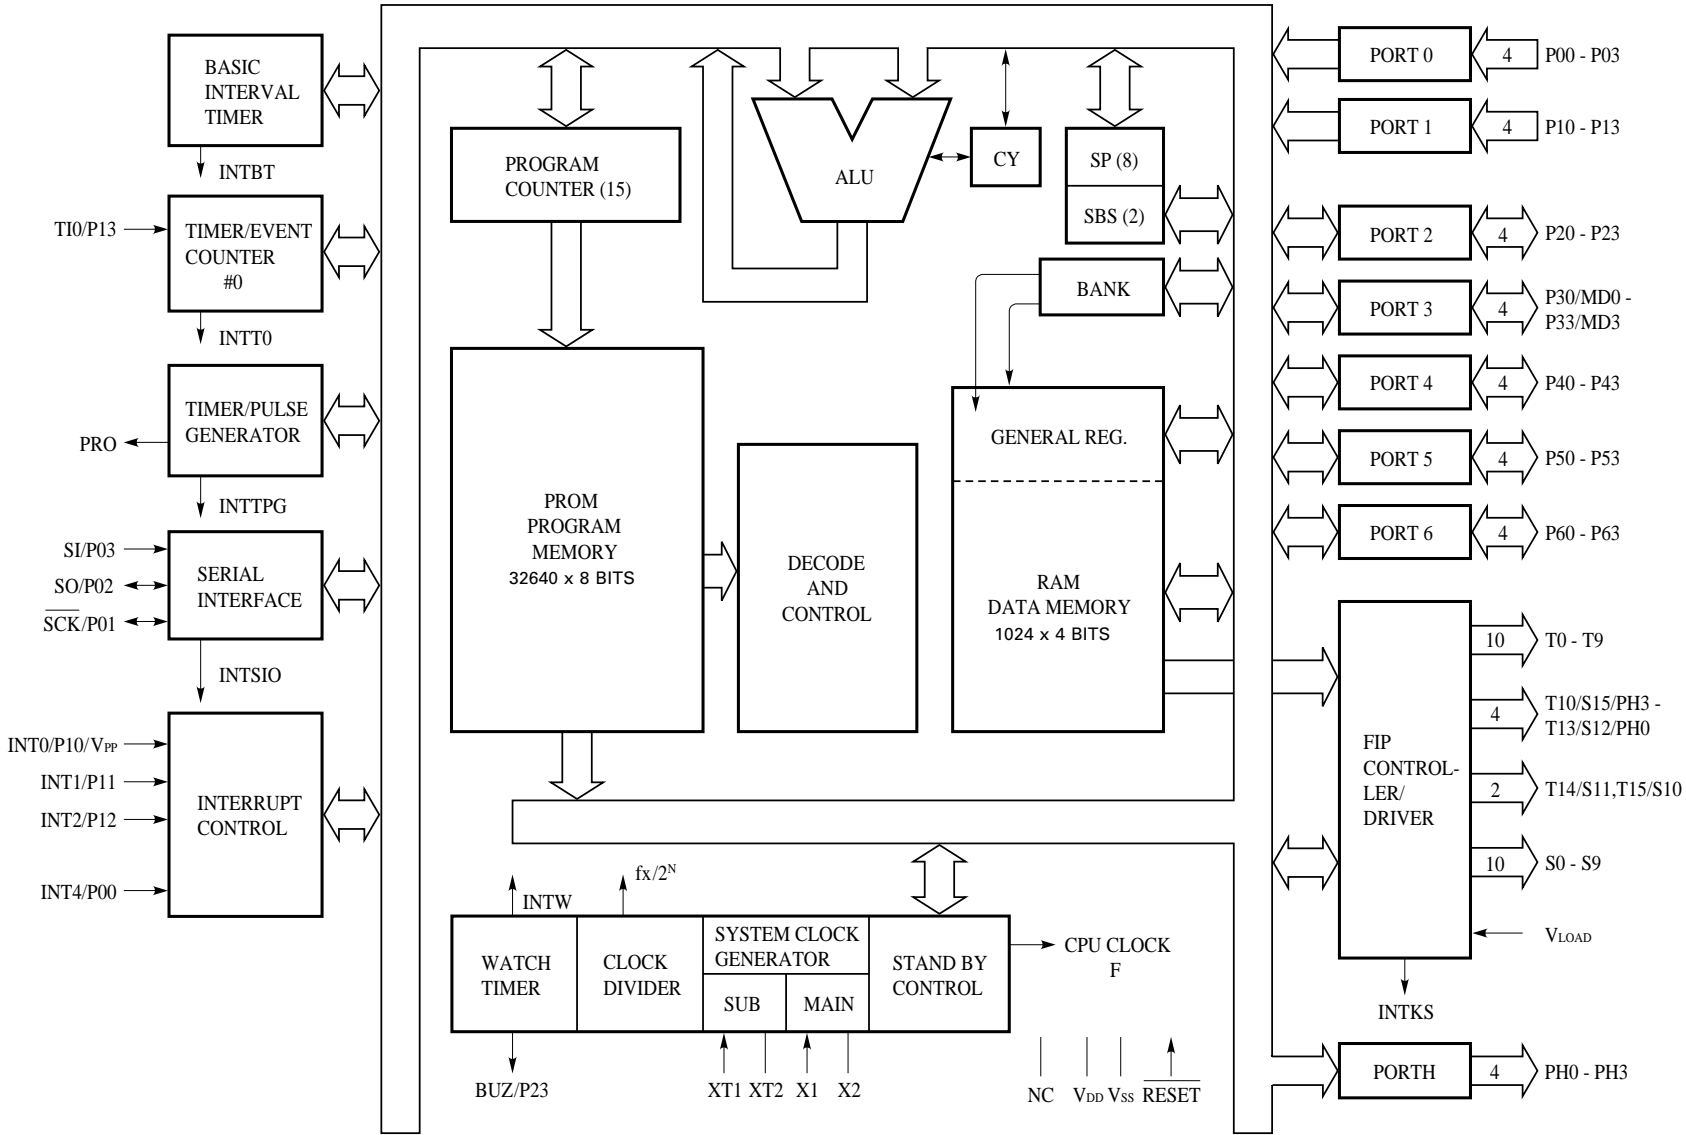 BASIC
INTERVAL
TIMER
INTBT
TI0/P13
TIMER/EVENT
COUNTER
#0
INTT0
TIMER/PULSE
GENERATOR
PRO
INTTPG
SI/P03
SO/P02
SCK/P01
SERIAL
INTERFACE
INTSIO
INT0/P10/VPP
INT1/P11
INT2/P12
INT4/P00
INTERRUPT
CONTROL
PROGRAM
COUNTER (15)
ALU
CY
SP (8)
SBS (2)
BANK
PROM
PROGRAM
MEMORY
32640 x 8 BITS
DECODE
AND
CONTROL
GENERAL REG.
RAM
DATA MEMORY
1024 x 4 BITS
INTW
fx/2N
WATCH
TIMER
CLOCK
DIVIDER
SYSTEM CLOCK
GENERATOR
SUB
MAIN
STAND BY
CONTROL
CPU CLOCK
F
BUZ/P23
XT1 XT2 X1 X2
NC VDD VSS RESET
PORT 0 4 P00 - P03
PORT 1 4 P10 - P13
PORT 2 4 P20 - P23
PORT 3 4 P30/MD0 -
P33/MD3
PORT 4 4 P40 - P43
PORT 5 4 P50 - P53
PORT 6 4 P60 - P63
FIP
CONTROL-
LER/
DRIVER
10 T0 - T9
4 T10/S15/PH3 -
T13/S12/PH0
2 T14/S11,T15/S10
10 S0 - S9
VLOAD
INTKS
PORTH 4 PH0 - PH3